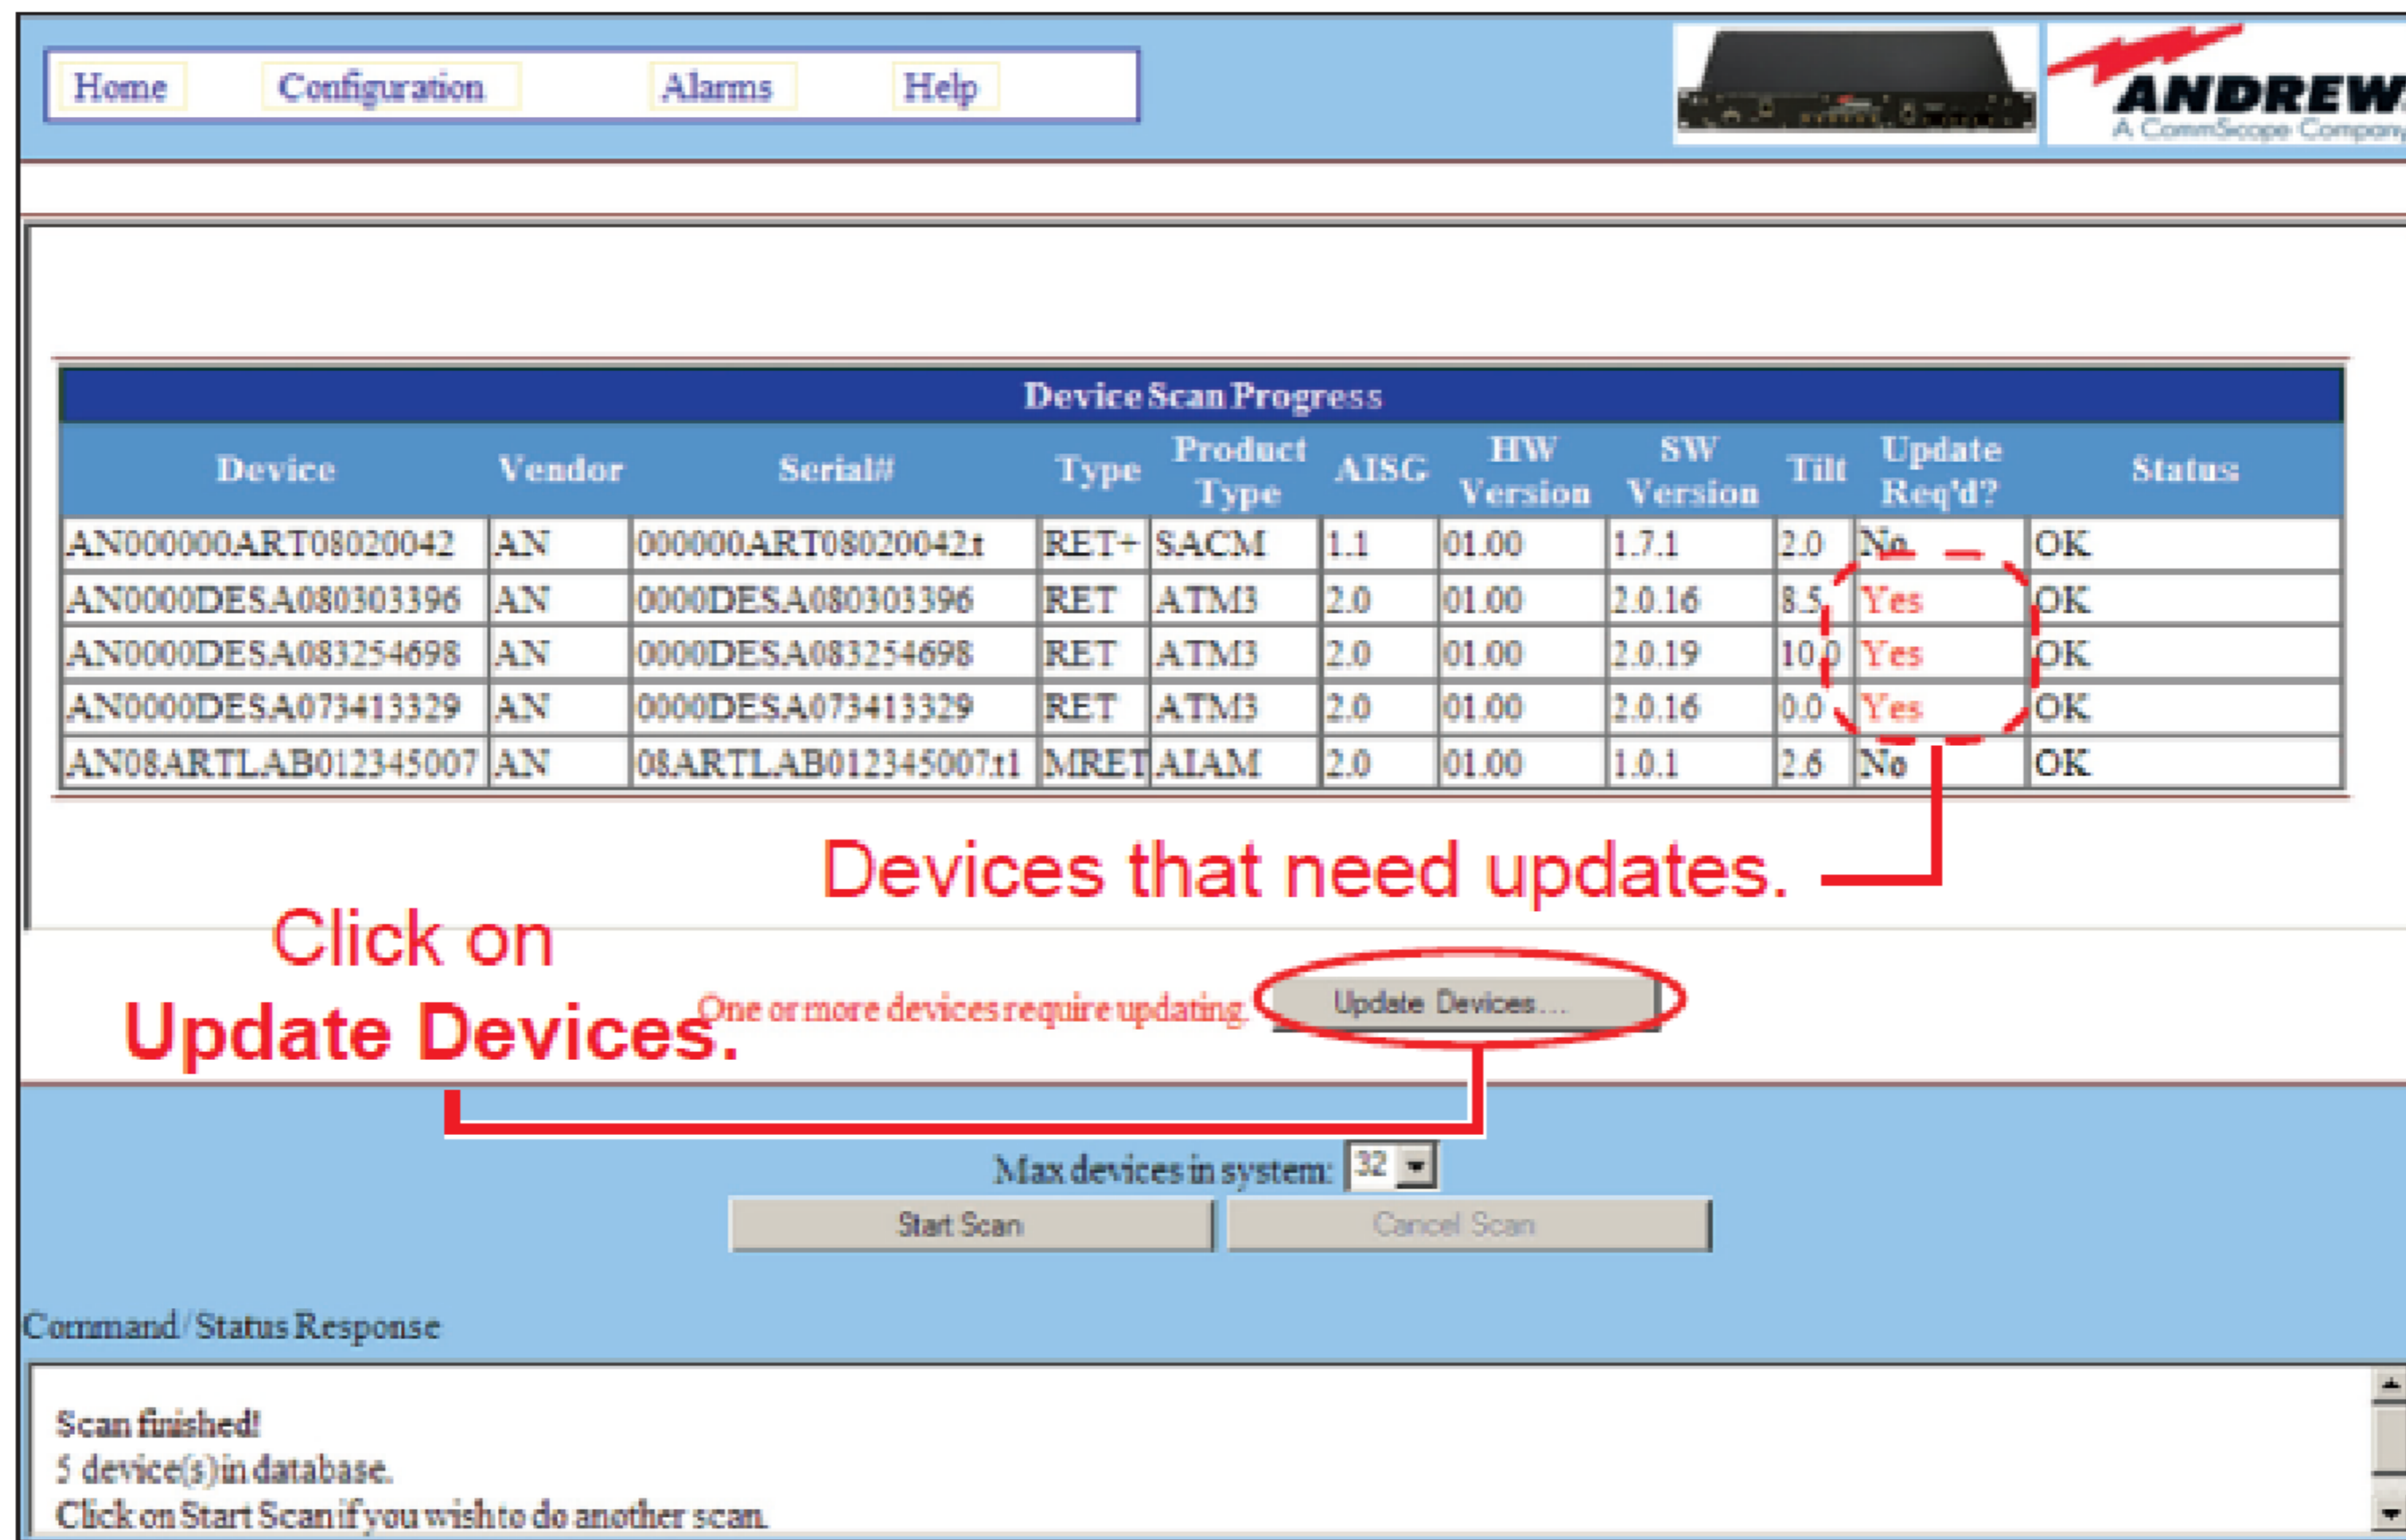 Home Configuration Alarms Help
ANDREW.
A CommScope Company
Device Scan Progress
Device Vendor Serial# Type Product Type AISG HW Version SW Version Tilt Update Req'd? Status
AN000000ART08020042 AN 000000ART08020042.t RET+ SACM 1.1 01.00 1.7.1 2.0 No OK
AN0000DESA080303396 AN 0000DESA080303396 RET ATM3 2.0 01.00 2.0.16 8.5 Yes OK
AN0000DESA083254698 AN 0000DESA083254698 RET ATM3 2.0 01.00 2.0.19 10.0 Yes OK
AN0000DESA073413329 AN 0000DESA073413329 RET ATM3 2.0 01.00 2.0.16 0.0 Yes OK
AN08ARTLAB012345007 AN 08ARTLAB012345007.t1 MRET AIAM 2.0 01.00 1.0.1 2.6 No OK
Devices that need updates.
Click on
Update Devices.
One or more devices require updating. Update Devices...
Max devices in system: 32
Start Scan Cancel Scan
Command/Status Response
Scan finished!
5 device(s) in database.
Click on Start Scan if you wish to do another scan.